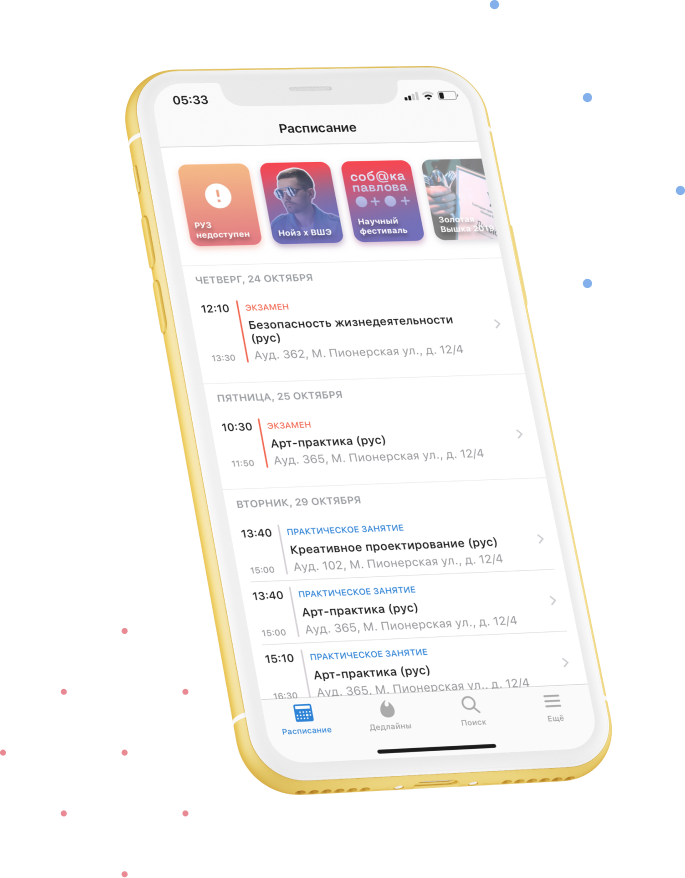 05:33
Расписание
РУЗ
недоступен
Нойз х ВШЭ
соб@ка
павлова
Научный
фестиваль
Золотая
Вышка 2019
ЧЕТВЕРГ, 24 ОКТЯБРЯ
12:10 ЭКЗАМЕН
Безопасность жизнедеятельности
(рус)
13:30 Ауд. 362, М. Пионерская ул., д. 12/4
ПЯТНИЦА, 25 ОКТЯБРЯ
10:30 ЭКЗАМЕН
Арт-практика (рус)
11:50 Ауд. 365, М. Пионерская ул., д. 12/4
ВТОРНИК, 29 ОКТЯБРЯ
13:40 ПРАКТИЧЕСКОЕ ЗАНЯТИЕ
Креативное проектирование (рус)
15:00 Ауд. 102, М. Пионерская ул., д. 12/4
13:40 ПРАКТИЧЕСКОЕ ЗАНЯТИЕ
Арт-практика (рус)
15:00 Ауд. 365, М. Пионерская ул., д. 12/4
15:10 ПРАКТИЧЕСКОЕ ЗАНЯТИЕ
Арт-практика (рус)
16:30 Ауд. 365, М. Пионерская ул., д. 12/4
Расписание
Дедлайны
Поиск
Ещё